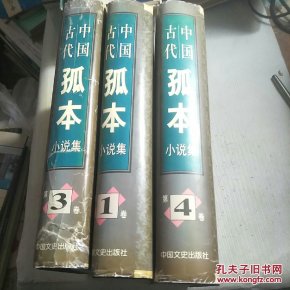 中国
古代
孤本
小说集
第3卷
中国文史出版社
中国
古代
孤本
小说集
1卷
中国文史出版社
中国
古代
孤本
小说集
第4卷
中国文史出版社
孔夫子旧书网